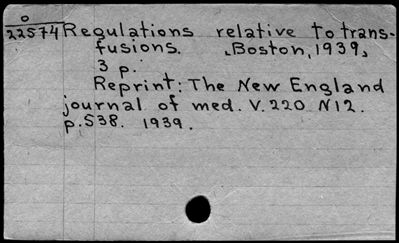 o
22574 Regulations relative to trans-
fusions. [Boston, 1939]
3 p.
Reprint: The New England
journal of med. V.220 N12.
p.538. 1939.